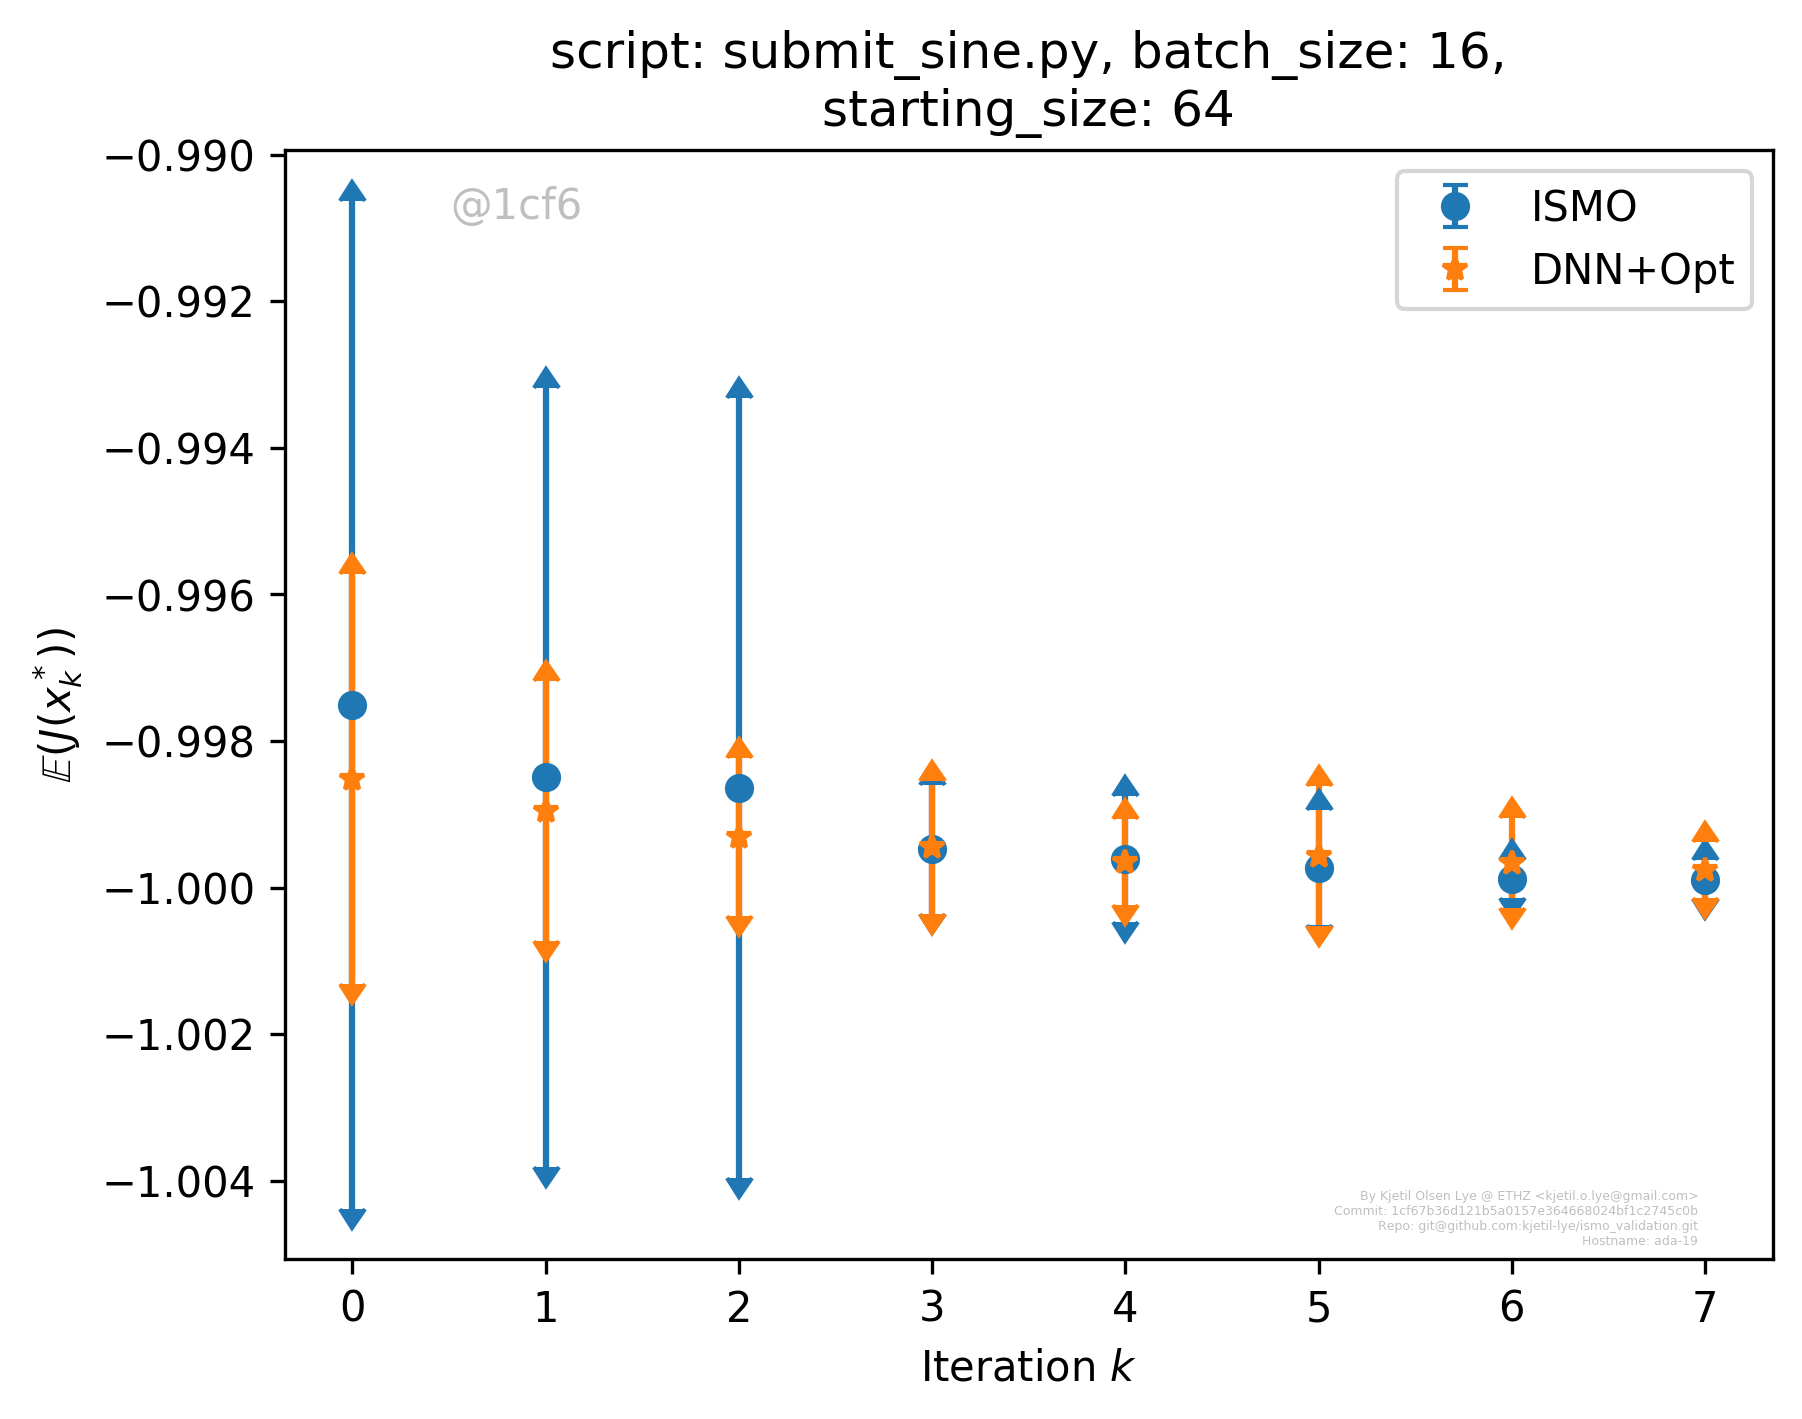 script: submit_sine.py, batch_size: 16,
starting_size: 64
−0.990
−0.992
−0.994
−0.996
−0.998
−1.000
−1.002
−1.004
𝔼(J(x*k))
@1cf6
ISMO
DNN+Opt
By Kjetil Olsen Lye @ ETHZ <kjetil.o.lye@gmail.com>
Commit: 1cf67b36d121b5a0157e364668024bf1c2745c0b
Repo: git@github.com:kjetil-lye/ismo_validation.git
Hostname: ada-19
0 1 2 3 4 5 6 7
Iteration k